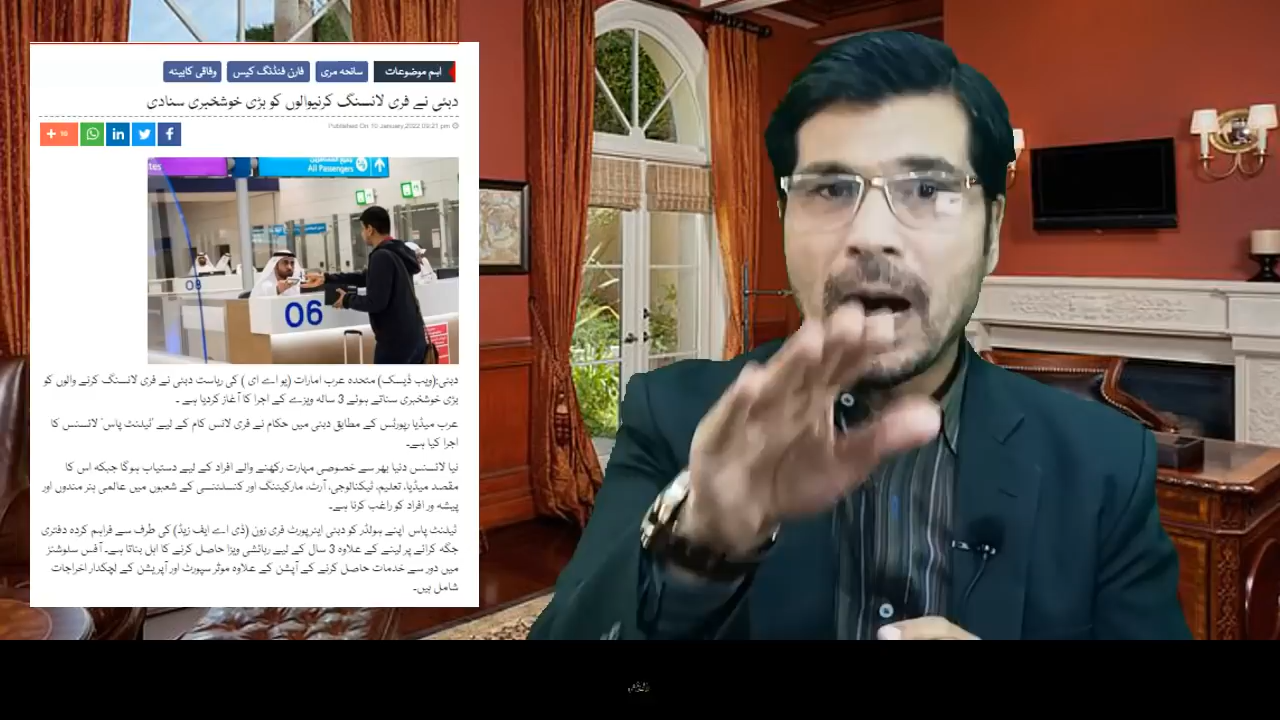 اہم موضوعات سانحہ مری فارن فنڈنگ کیس وفاقی کابینہ
دبئی نے فری لانسنگ کرنیوالوں کو بڑی خوشخبری سنادی
Published On 10 January,2022 03:21 pm
All Passengers
06
دبئی:(ویب ڈیسک) متحدہ عرب امارات (یو اے ای ) کی ریاست دبئی نے فری لانسنگ کرنے والوں کو
بڑی خوشخبری سناتے ہوئے 3 سالہ ویزے کے اجرا کا آغاز کردیا ہے ۔
عرب میڈیا رپورٹس کے مطابق دبئی میں حکام نے فری لانس کام کے لیے 'ٹیلنٹ پاس' لائسنس کا
اجرا کیا ہے۔
نیا لائسنس دنیا بھر سے خصوصی مہارت رکھنے والے افراد کے لیے دستیاب ہوگا جبکہ اس کا
مقصد میڈیا، تعلیم، ٹیکنالوجی، آرٹ، مارکیٹنگ اور کنسلٹنسی کے شعبوں میں عالمی ہنر مندوں اور
پیشہ ور افراد کو راغب کرنا ہے۔
ٹیلنٹ پاس اپنے ہولڈر کو دبئی ایئرپورٹ فری زون (ڈی اے ایف زیڈ) کی طرف سے فراہم کردہ دفتری
جگہ کرائے پر لینے کے علاوہ 3 سال کے لیے رہائشی ویزا حاصل کرنے کا اہل بناتا ہے۔ آفس سلوشنز
میں دور سے خدمات حاصل کرنے کے آپشن کے علاوہ موثر سپورٹ اور آپریشن کے لچکدار اخراجات
شامل ہیں۔